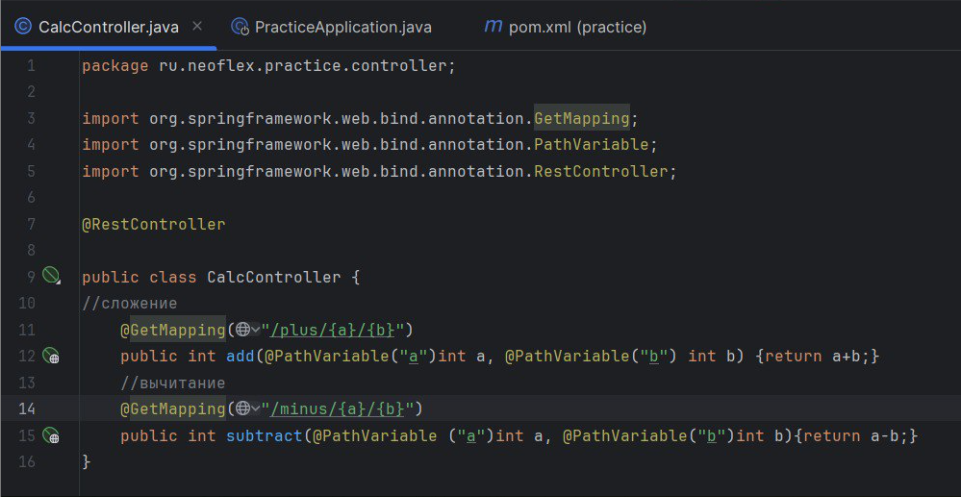 CalcController.java PracticeApplication.java pom.xml (practice)
1 package ru.neoflex.practice.controller;
2
3 import org.springframework.web.bind.annotation.GetMapping;
4 import org.springframework.web.bind.annotation.PathVariable;
5 import org.springframework.web.bind.annotation.RestController;
6
7 @RestController
8
9 public class CalcController {
10 //сложение
11 @GetMapping("/plus/{a}/{b}")
12 public int add(@PathVariable("a")int a, @PathVariable("b") int b) {return a+b;}
13 //вычитание
14 @GetMapping("/minus/{a}/{b}")
15 public int subtract(@PathVariable ("a")int a, @PathVariable("b")int b){return a-b;}
16 }